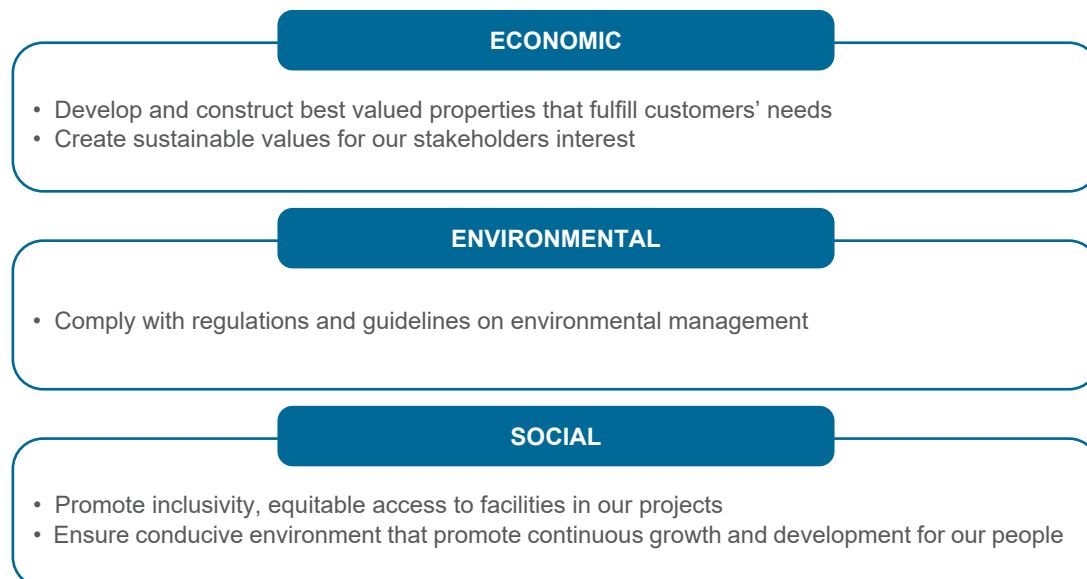 ECONOMIC
• Develop and construct best valued properties that fulfill customers’ needs
• Create sustainable values for our stakeholders interest
ENVIRONMENTAL
• Comply with regulations and guidelines on environmental management
SOCIAL
• Promote inclusivity, equitable access to facilities in our projects
• Ensure conducive environment that promote continuous growth and development for our people